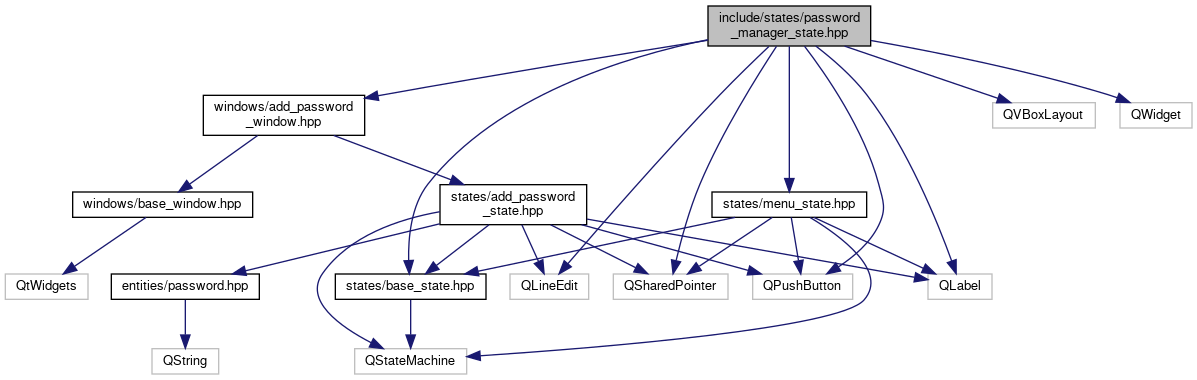 include/states/password
_manager_state.hpp
windows/add_password
_window.hpp
QVBoxLayout
QWidget
windows/base_window.hpp
states/add_password
_state.hpp
states/menu_state.hpp
QtWidgets
entities/password.hpp
states/base_state.hpp
QLineEdit
QSharedPointer
QPushButton
QLabel
QString
QStateMachine